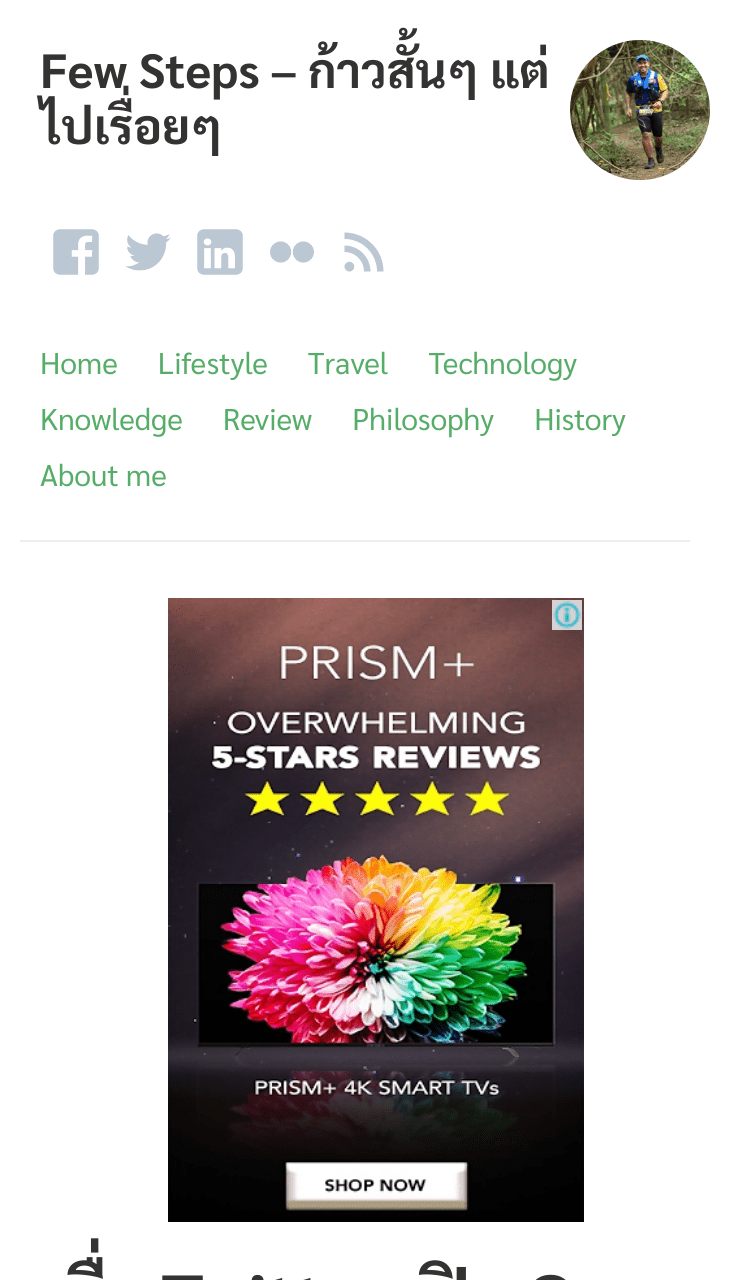 Few Steps – ก้าวสั้นๆ แต่
ไปเรื่อยๆ
Home Lifestyle Travel Technology
Knowledge Review Philosophy History
About me
PRISM+
OVERWHELMING
5-STARS REVIEWS
PRISM+ 4K SMART TVs
SHOP NOW